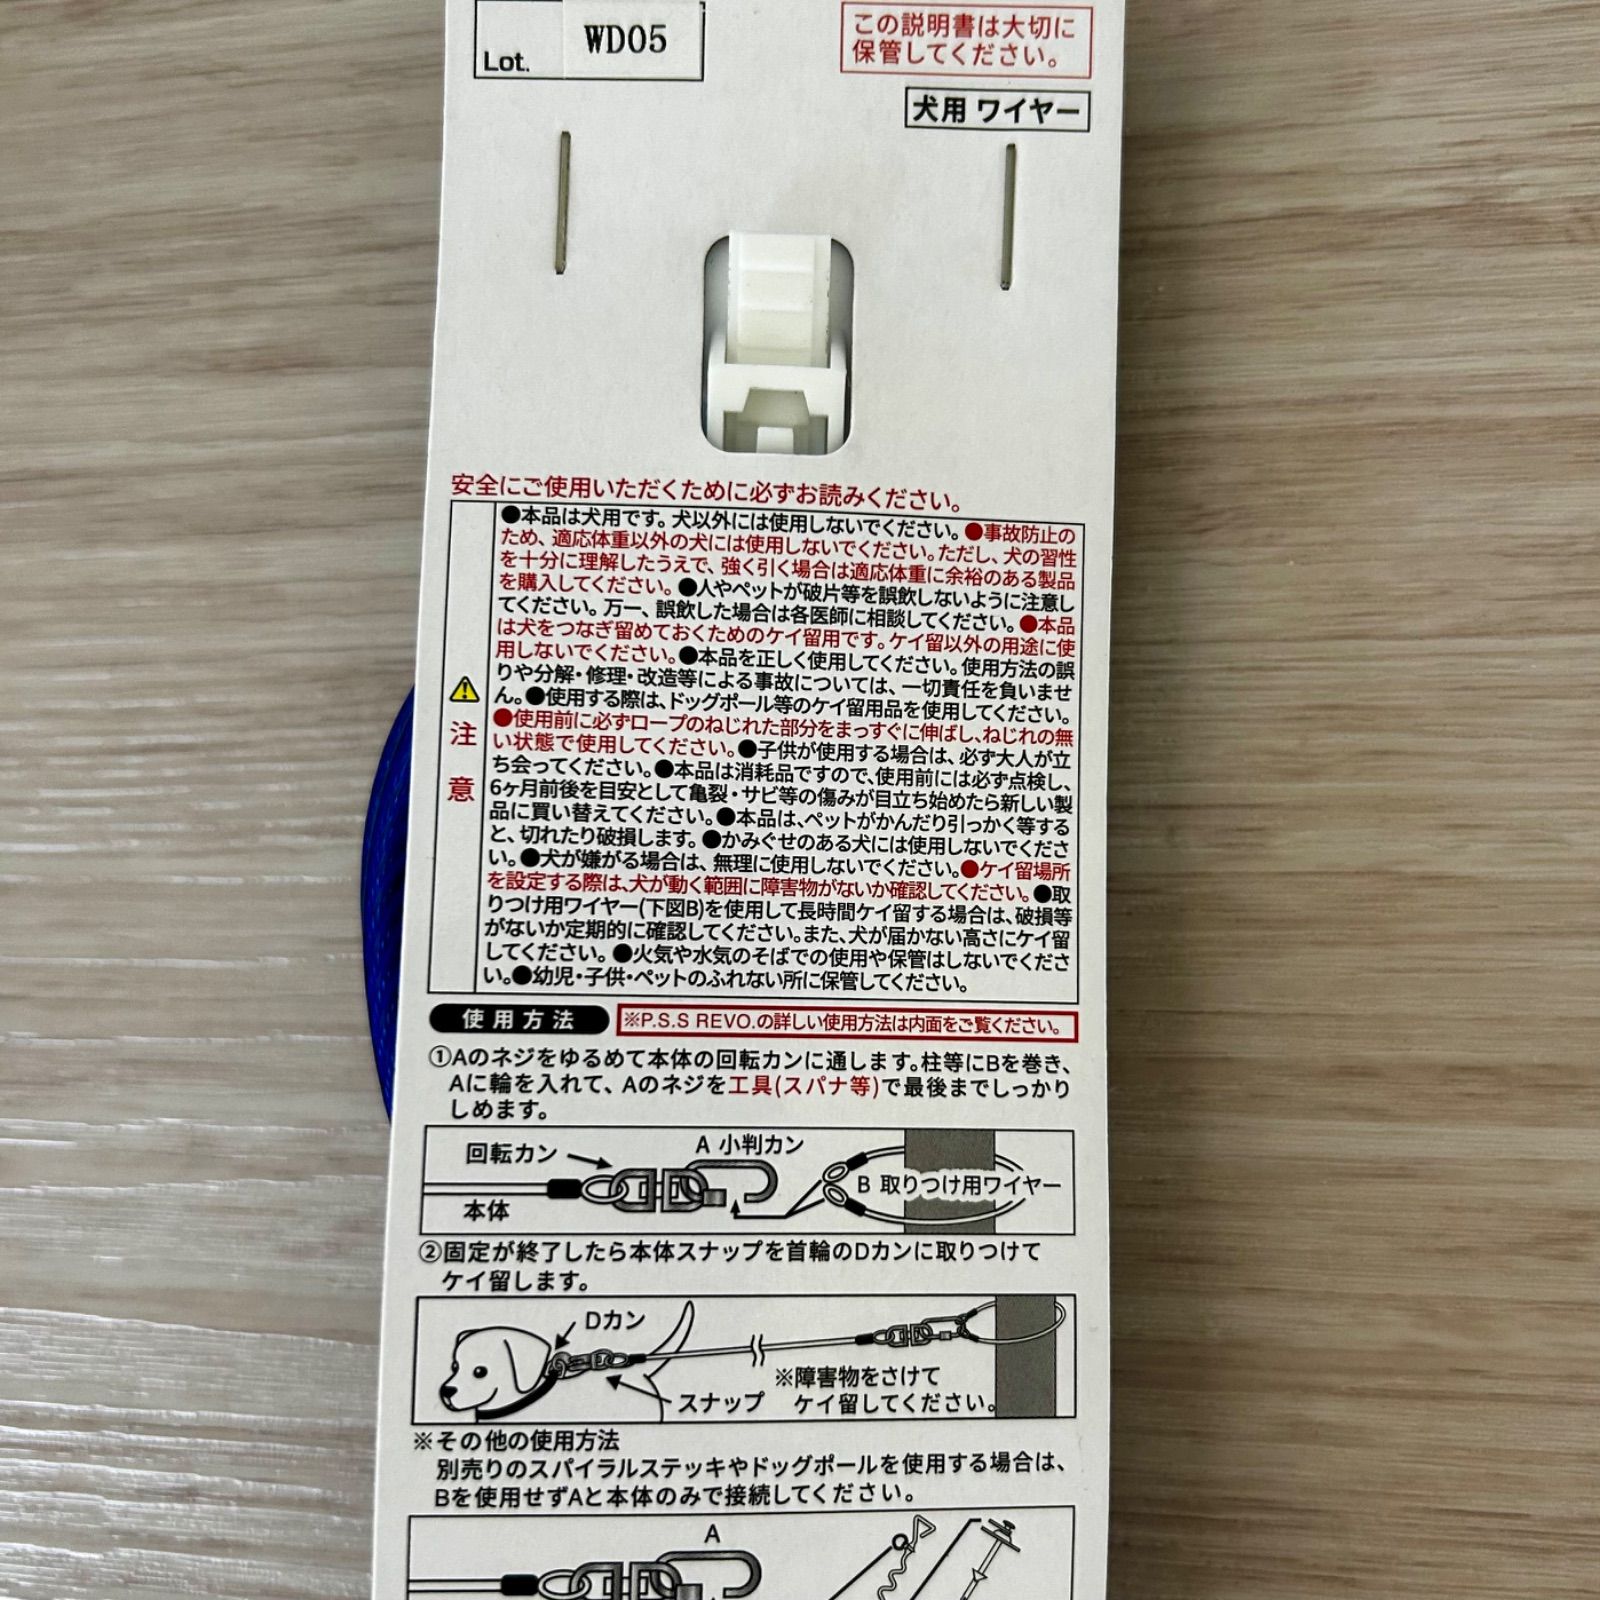 Lot.
WD05
この説明書は大切に
保管してください。
犬用 ワイヤー
安全にご使用いただくために必ずお読みください。
●本品は犬用です。犬以外には使用しないでください。●事故防止の
ため、適応体重以外の犬には使用しないでください。ただし、犬の習性
を十分に理解したうえで、強く引く場合は適応体重に余裕のある製品
を購入してください。●人やペットが破片等を誤飲しないように注意し
てください。万一、誤飲した場合は各医師に相談してください。●本品
は犬をつなぎ留めておくためのケイ留用です。ケイ留以外の用途に使
用しないでください。●本品を正しく使用してください。使用方法の誤
りや分解・修理・改造等による事故については、一切責任を負いませ
ん。●使用する際は、ドッグポール等のケイ留用品を使用してください。
●使用前に必ずロープのねじれた部分をまっすぐに伸ばし、ねじれの無
い状態で使用してください。●子供が使用する場合は、必ず大人が立
ち会ってください。●本品は消耗品ですので、使用前には必ず点検し、
6ヶ月前後を目安として亀裂・サビ等の傷みが目立ち始めたら新しい製
品に買い替えてください。●本品は、ペットがかんだり引っかく等する
と、切れたり破損します。●かみぐせのある犬には使用しないでくださ
い。●犬が嫌がる場合は、無理に使用しないでください。●ケイ留場所
を設定する際は、犬が動く範囲に障害物がないか確認してください。●取
りつけ用ワイヤー(下図B)を使用して長時間ケイ留する場合は、破損等
がないか定期的に確認してください。また、犬が届かない高さにケイ留
してください。●火気や水気のそばでの使用や保管はしないでくださ
い。●幼児・子供・ペットのふれない所に保管してください。
注
意
使用方法
※P.S.S REVO.の詳しい使用方法は内面をご覧ください。
①Aのネジをゆるめて本体の回転カンに通します。柱等にBを巻き、
Aに輪を入れて、Aのネジを工具(スパナ等)で最後までしっかり
しめます。
回転カン
A 小判カン
B 取りつけ用ワイヤー
本体
②固定が終了したら本体スナップを首輪のDカンに取りつけて
ケイ留します。
Dカン
スナップ
※障害物をさけて
ケイ留してください。
※その他の使用方法
別売りのスパイラルステッキやドッグポールを使用する場合は、
Bを使用せずAと本体のみで接続してください。
A